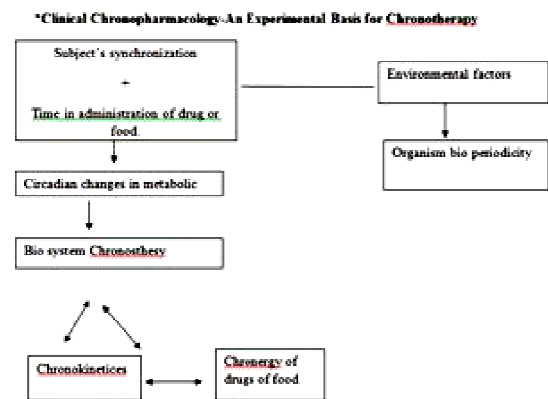 *Clinical Chronopharmacology-An Experimental Basis for Chronotherapy
Subject's synchronization
+
Time in administration of drug or
food.
Environmental factors
Organism bio periodicity
Circadian changes in metabolic
Bio system Chronosthesy
Chronokinetices
Chronergy of
drugs of food